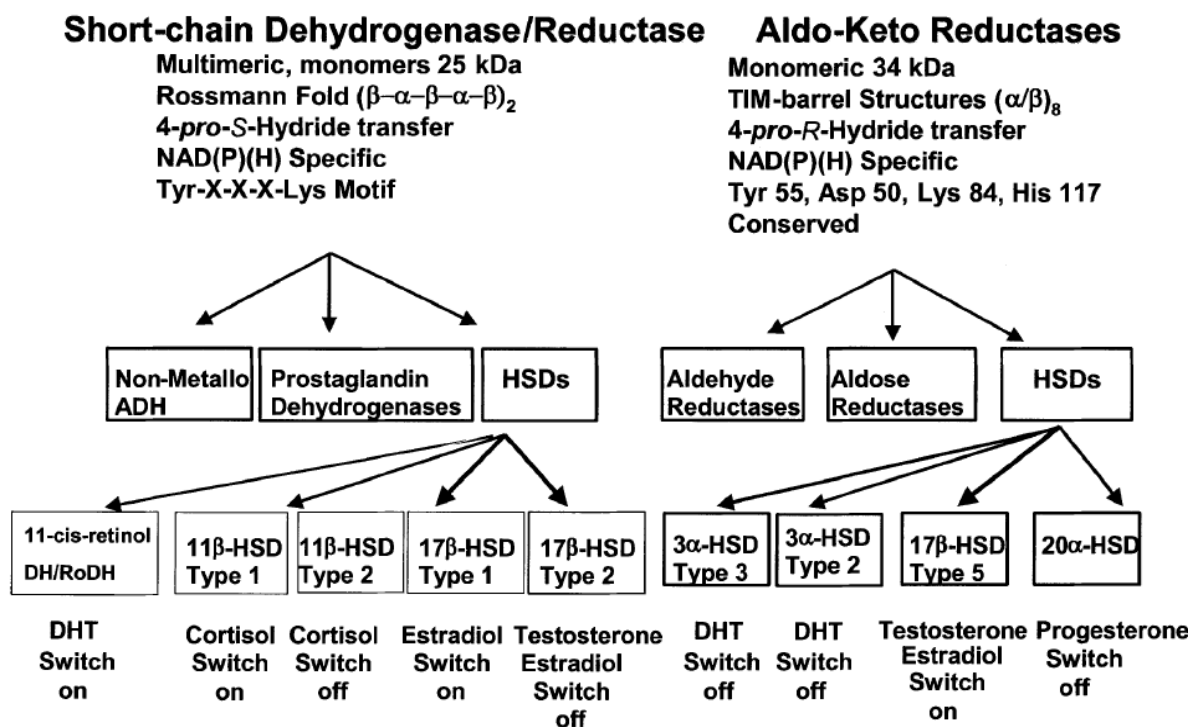 Short-chain Dehydrogenase/Reductase
Multimeric, monomers 25 kDa
Rossmann Fold (β–α–β–α–β)₂
4-pro-S-Hydride transfer
NAD(P)(H) Specific
Tyr-X-X-X-Lys Motif
Aldo-Keto Reductases
Monomeric 34 kDa
TIM-barrel Structures (α/β)₈
4-pro-R-Hydride transfer
NAD(P)(H) Specific
Tyr 55, Asp 50, Lys 84, His 117
Conserved
Non-Metallo
ADH
Prostaglandin
Dehydrogenases
HSDs
Aldehyde
Reductases
Aldose
Reductases
HSDs
11-cis-retinol
DH/RoDH
11β-HSD
Type 1
11β-HSD
Type 2
17β-HSD
Type 1
17β-HSD
Type 2
3α-HSD
Type 3
3α-HSD
Type 2
17β-HSD
Type 5
20α-HSD
DHT
Switch
on
Cortisol
Switch
on
Cortisol
Switch
off
Estradiol
Switch
on
Testosterone
Estradiol
Switch
off
DHT
Switch
off
DHT
Switch
off
Testosterone
Estradiol
Switch
on
Progesterone
Switch
off